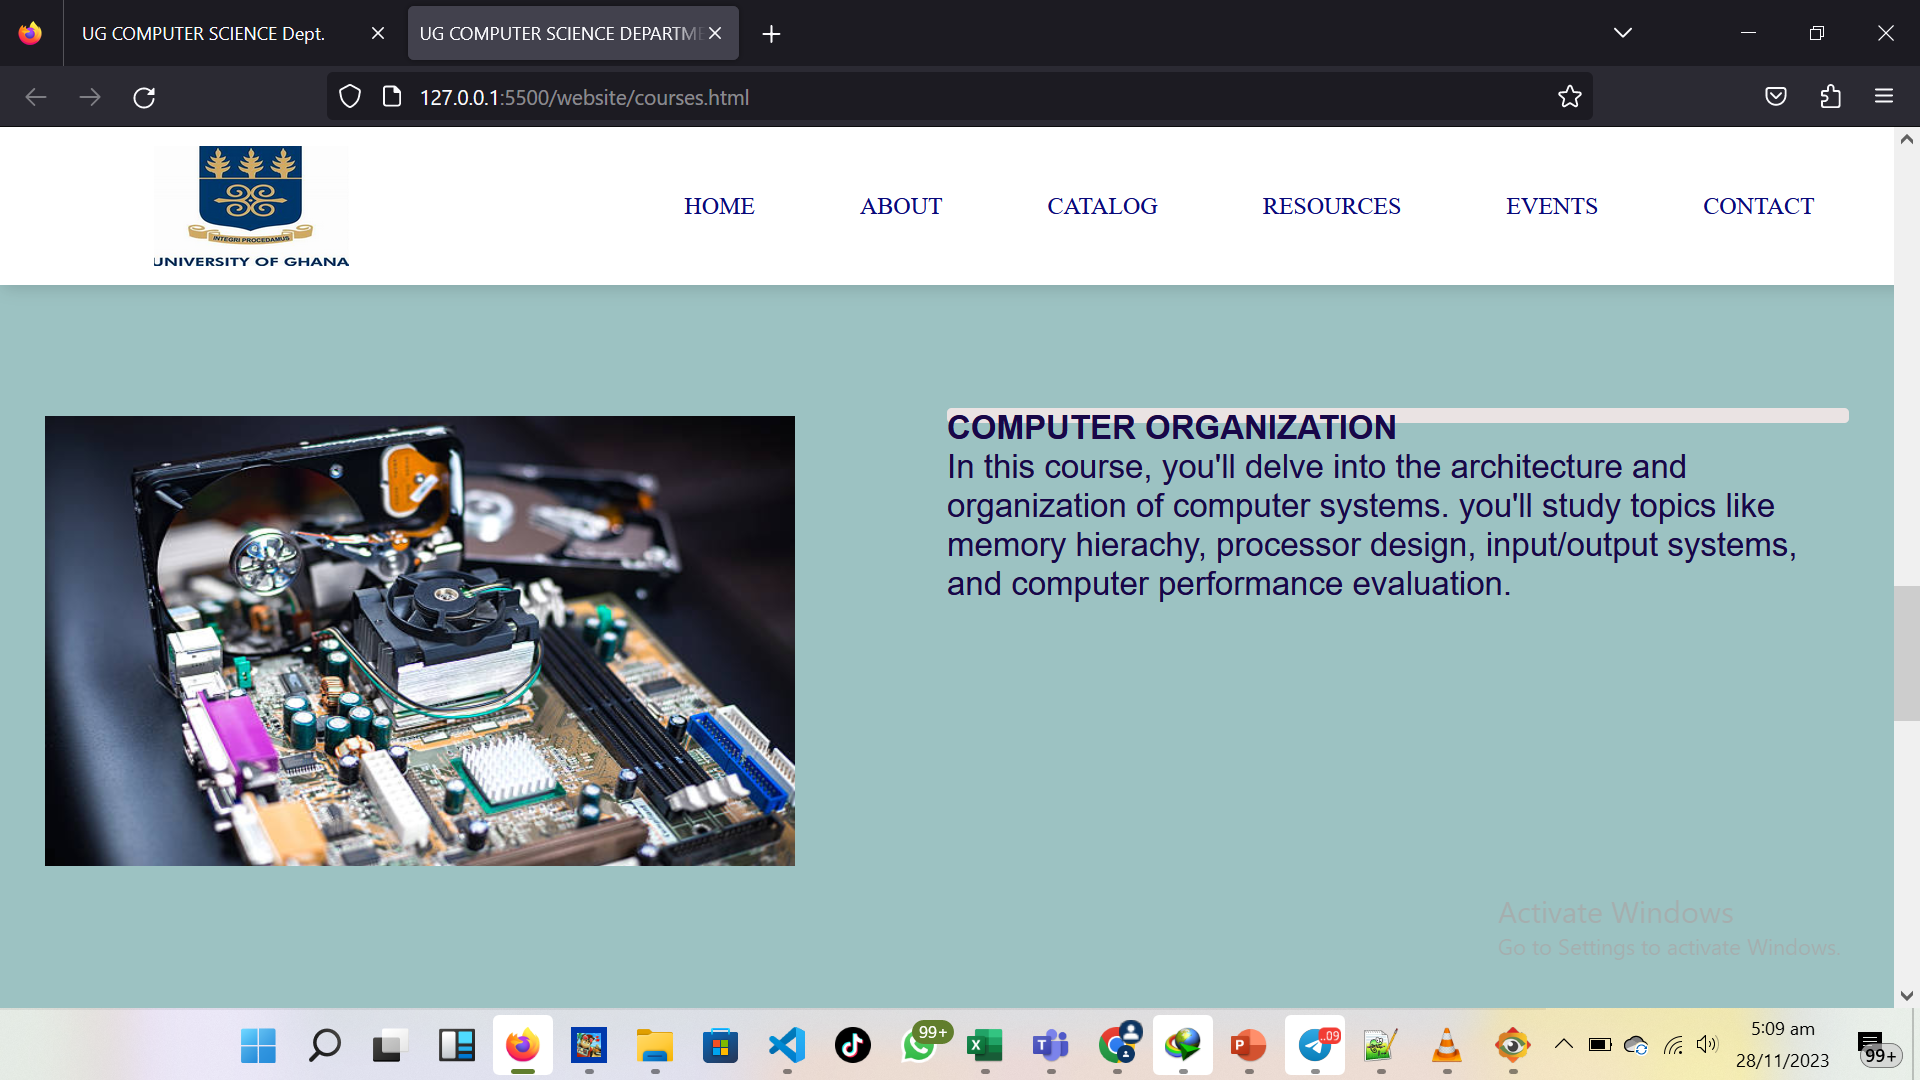 UG COMPUTER SCIENCE Dept.
UG COMPUTER SCIENCE DEPARTME
127.0.0.1:5500/website/courses.html
INTEGRI PROCEDAMUS
UNIVERSITY OF GHANA
HOME ABOUT CATALOG RESOURCES EVENTS CONTACT
COMPUTER ORGANIZATION
In this course, you'll delve into the architecture and
organization of computer systems. you'll study topics like
memory hierachy, processor design, input/output systems,
and computer performance evaluation.
Activate Windows
Go to Settings to activate Windows.
99+
..09
5:09 am
28/11/2023
99+